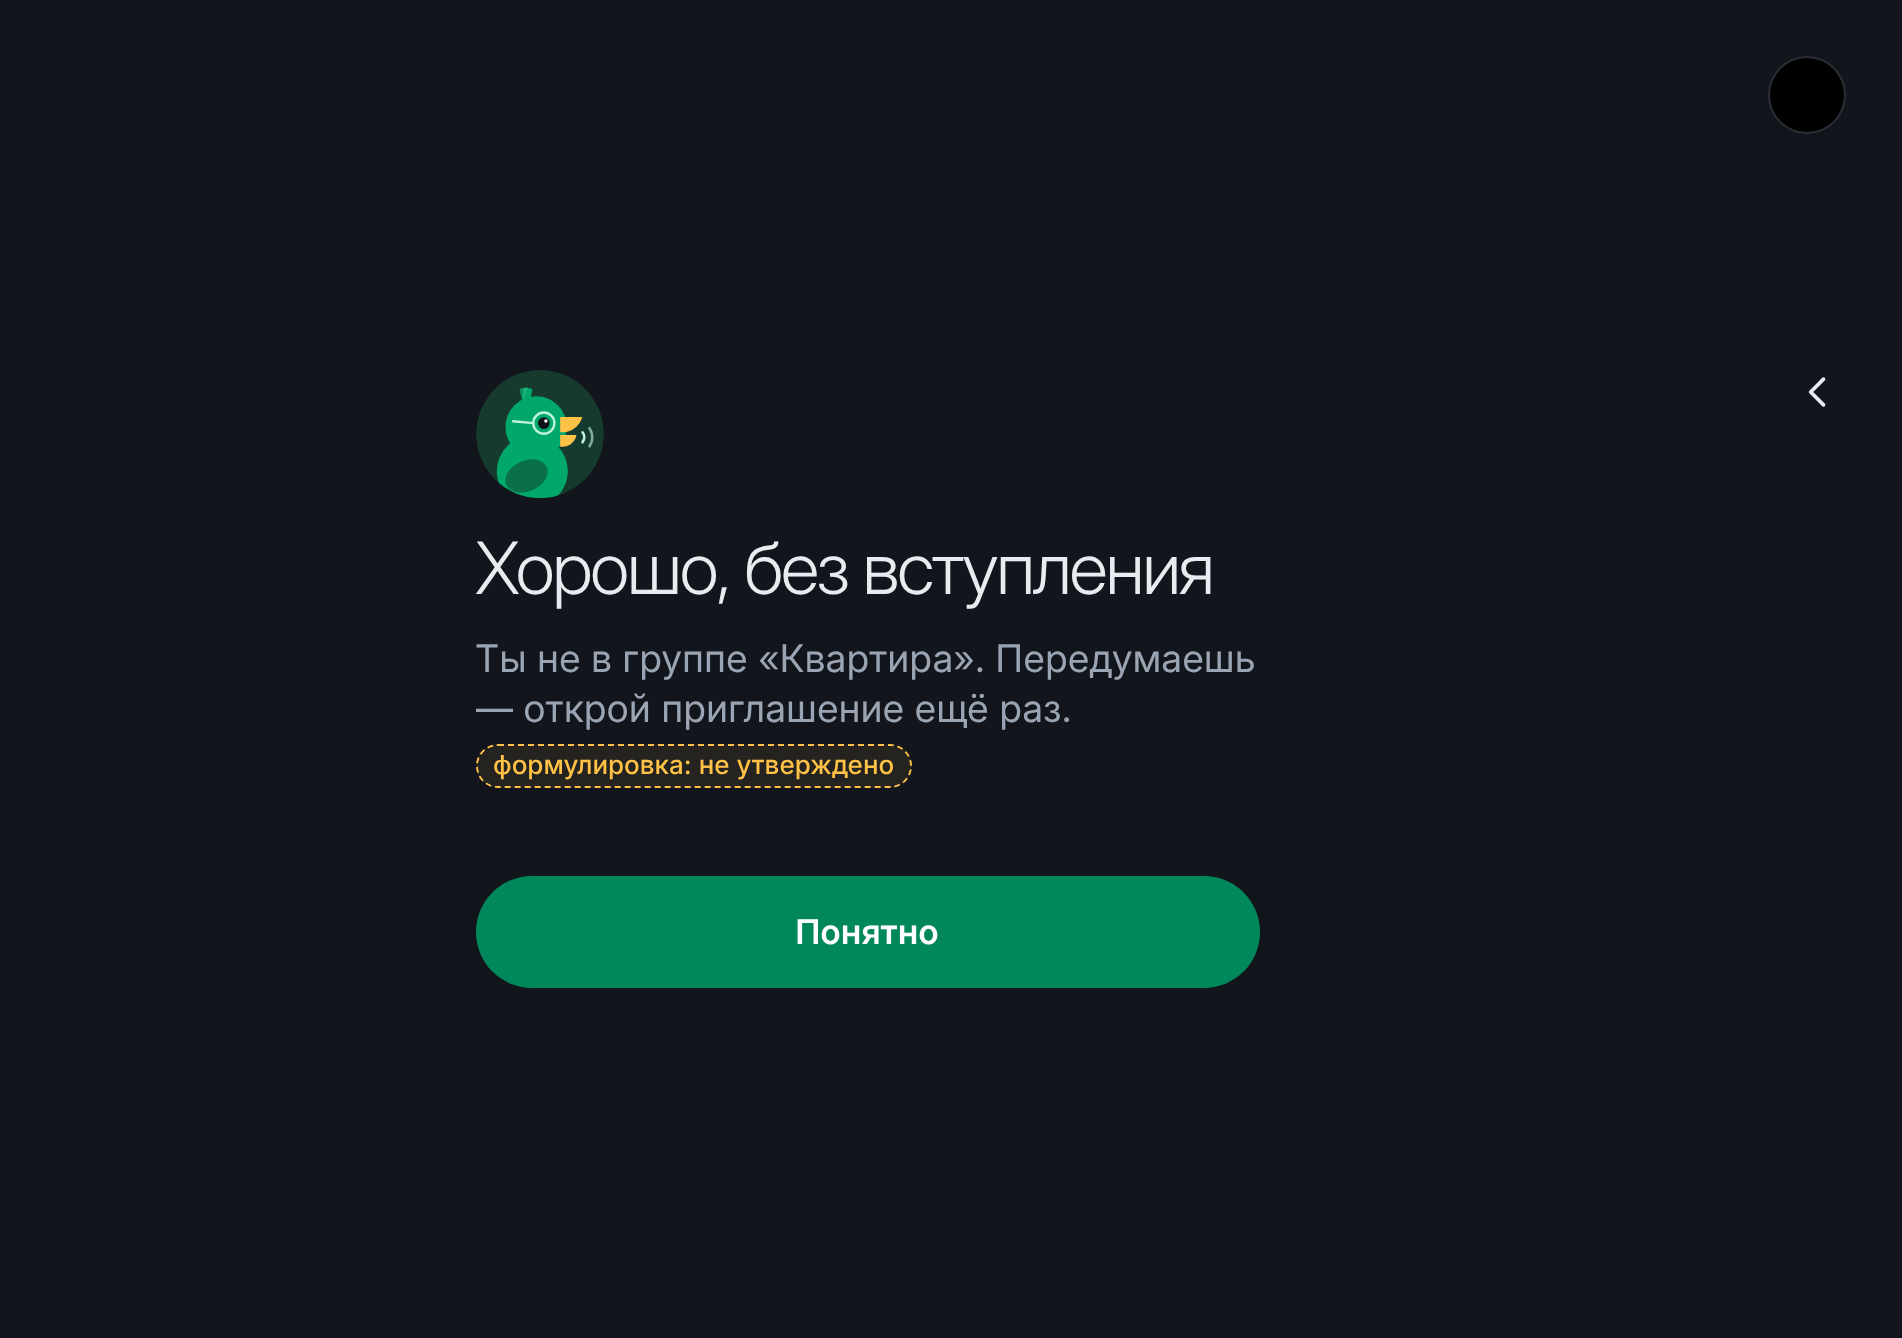 Хорошо, без вступления
Ты не в группе «Квартира». Передумаешь
— открой приглашение ещё раз.
формулировка: не утверждено
Понятно